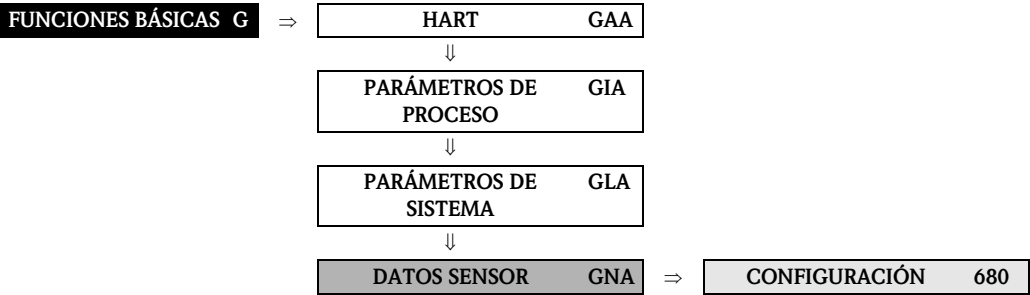 FUNCIONES BÁSICAS G ⇒ HART GAA
⇓
PARÁMETROS DE GIA
PROCESO
⇓
PARÁMETROS DE GLA
SISTEMA
⇓
DATOS SENSOR GNA ⇒ CONFIGURACIÓN 680